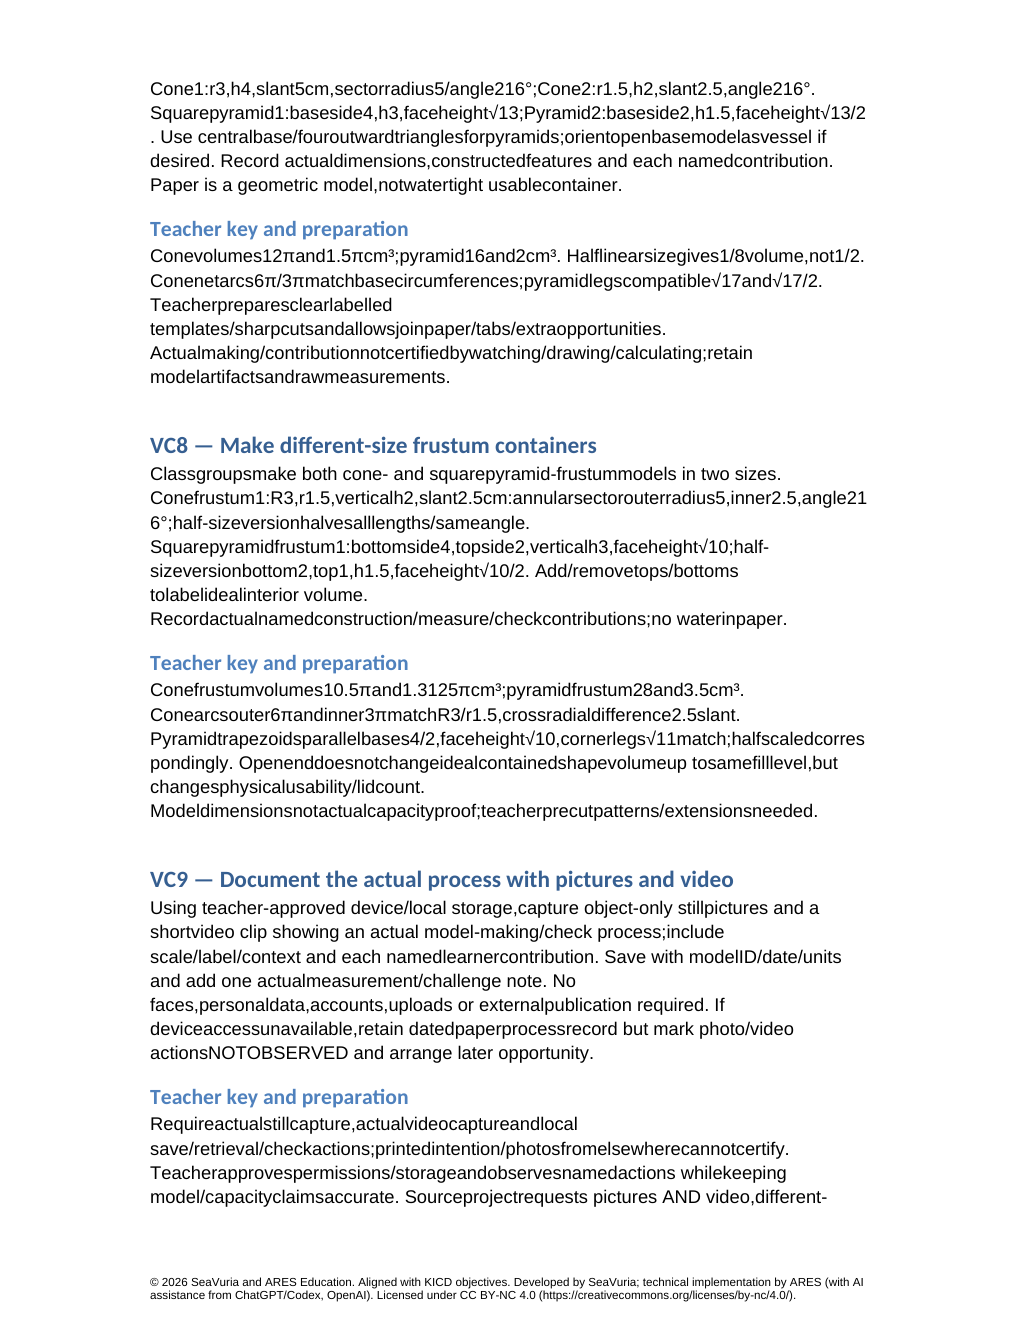 Cone1:r3,h4,slant5cm,sectorradius5/angle216°;Cone2:r1.5,h2,slant2.5,angle216°.
Squarepyramid1:baseside4,h3,faceheight√13;Pyramid2:baseside2,h1.5,faceheight√13/2
. Use centralbase/fouroutwardtrianglesforpyramids;orientopenbasemodelasvessel if
desired. Record actualdimensions,constructedfeatures and each namedcontribution.
Paper is a geometric model,notwatertight usablecontainer.
Teacher key and preparation
Conevolumes12πand1.5πcm³;pyramid16and2cm³. Halflinearsizegives1/8volume,not1/2.
Conenetarcs6π/3πmatchbasecircumferences;pyramidlegscompatible√17and√17/2.
Teacherpreparesclearlabelled
templates/sharpcutsandallowsjoinpaper/tabs/extraopportunities.
Actualmaking/contributionnotcertifiedbywatching/drawing/calculating;retain
modelartifactsandrawmeasurements.
VC8 — Make different-size frustum containers
Classgroupsmake both cone- and squarepyramid-frustummodels in two sizes.
Conefrustum1:R3,r1.5,verticalh2,slant2.5cm:annularsectorouterradius5,inner2.5,angle21
6°;half-sizeversionhalvesalllengths/sameangle.
Squarepyramidfrustum1:bottomside4,topside2,verticalh3,faceheight√10;half-
sizeversionbottom2,top1,h1.5,faceheight√10/2. Add/removetops/bottoms
tolabelidealinterior volume.
Recordactualnamedconstruction/measure/checkcontributions;no waterinpaper.
Teacher key and preparation
Conefrustumvolumes10.5πand1.3125πcm³;pyramidfrustum28and3.5cm³.
Conearcsouter6πandinner3πmatchR3/r1.5,crossradialdifference2.5slant.
Pyramidtrapezoidsparallelbases4/2,faceheight√10,cornerlegs√11match;halfscaledcorres
pondingly. Openenddoesnotchangeidealcontainedshapevolumeup tosamefilllevel,but
changesphysicalusability/lidcount.
Modeldimensionsnotactualcapacityproof;teacherprecutpatterns/extensionsneeded.
VC9 — Document the actual process with pictures and video
Using teacher-approved device/local storage,capture object-only stillpictures and a
shortvideo clip showing an actual model-making/check process;include
scale/label/context and each namedlearnercontribution. Save with modelID/date/units
and add one actualmeasurement/challenge note. No
faces,personaldata,accounts,uploads or externalpublication required. If
deviceaccessunavailable,retain datedpaperprocessrecord but mark photo/video
actionsNOTOBSERVED and arrange later opportunity.
Teacher key and preparation
Requireactualstillcapture,actualvideocaptureandlocal
save/retrieval/checkactions;printedintention/photosfromelsewherecannotcertify.
Teacherapprovespermissions/storageandobservesnamedactions whilekeeping
model/capacityclaimsaccurate. Sourceprojectrequests pictures AND video,different-
© 2026 SeaVuria and ARES Education. Aligned with KICD objectives. Developed by SeaVuria; technical implementation by ARES (with AI
assistance from ChatGPT/Codex, OpenAI). Licensed under CC BY-NC 4.0 (https://creativecommons.org/licenses/by-nc/4.0/).